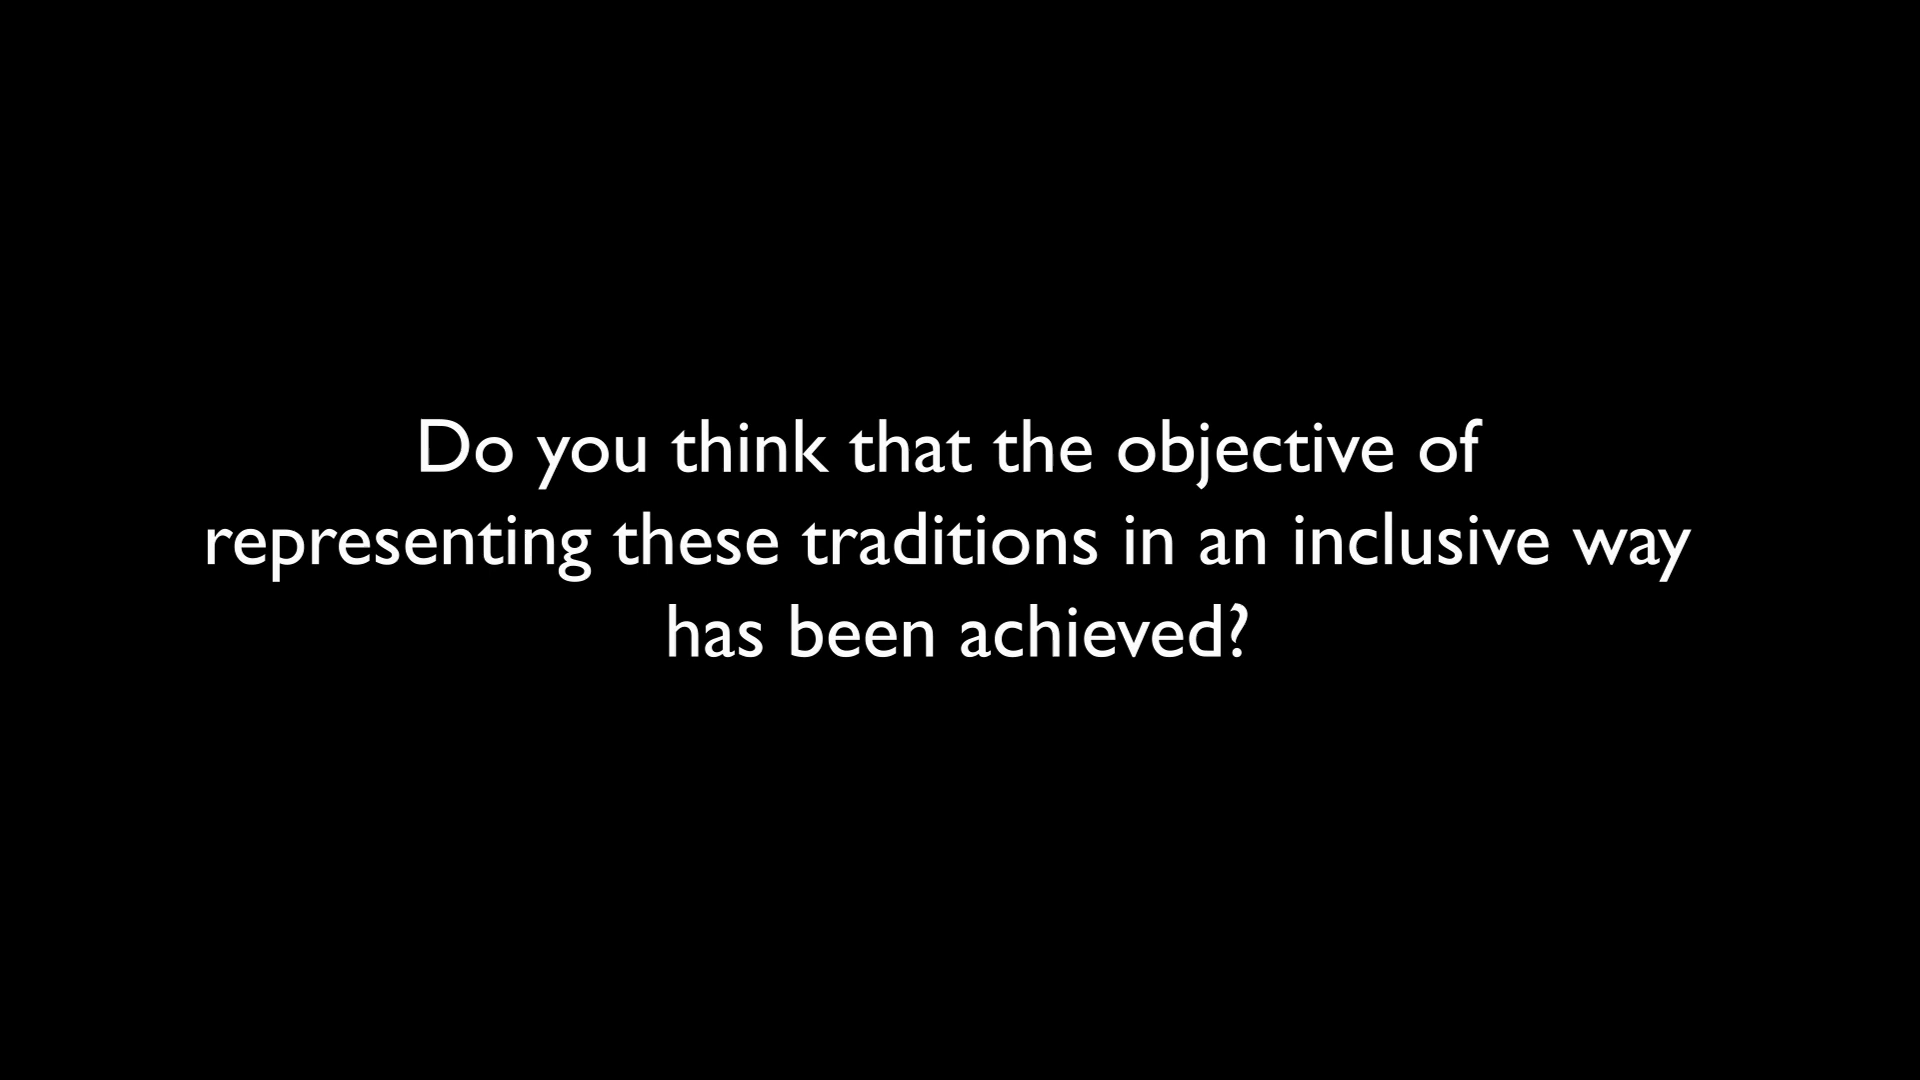 Do you think that the objective of
representing these traditions in an inclusive way
has been achieved?